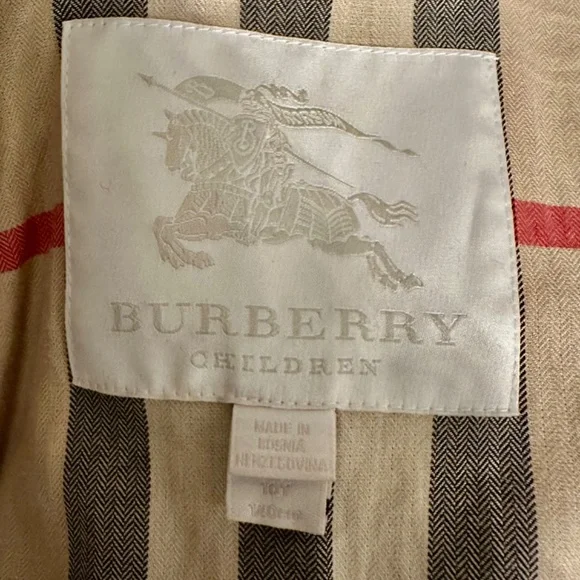 BURBERRY
CHILDREN
MADE IN
BOSNIA
HERZEGOVINA
10Y
140cm